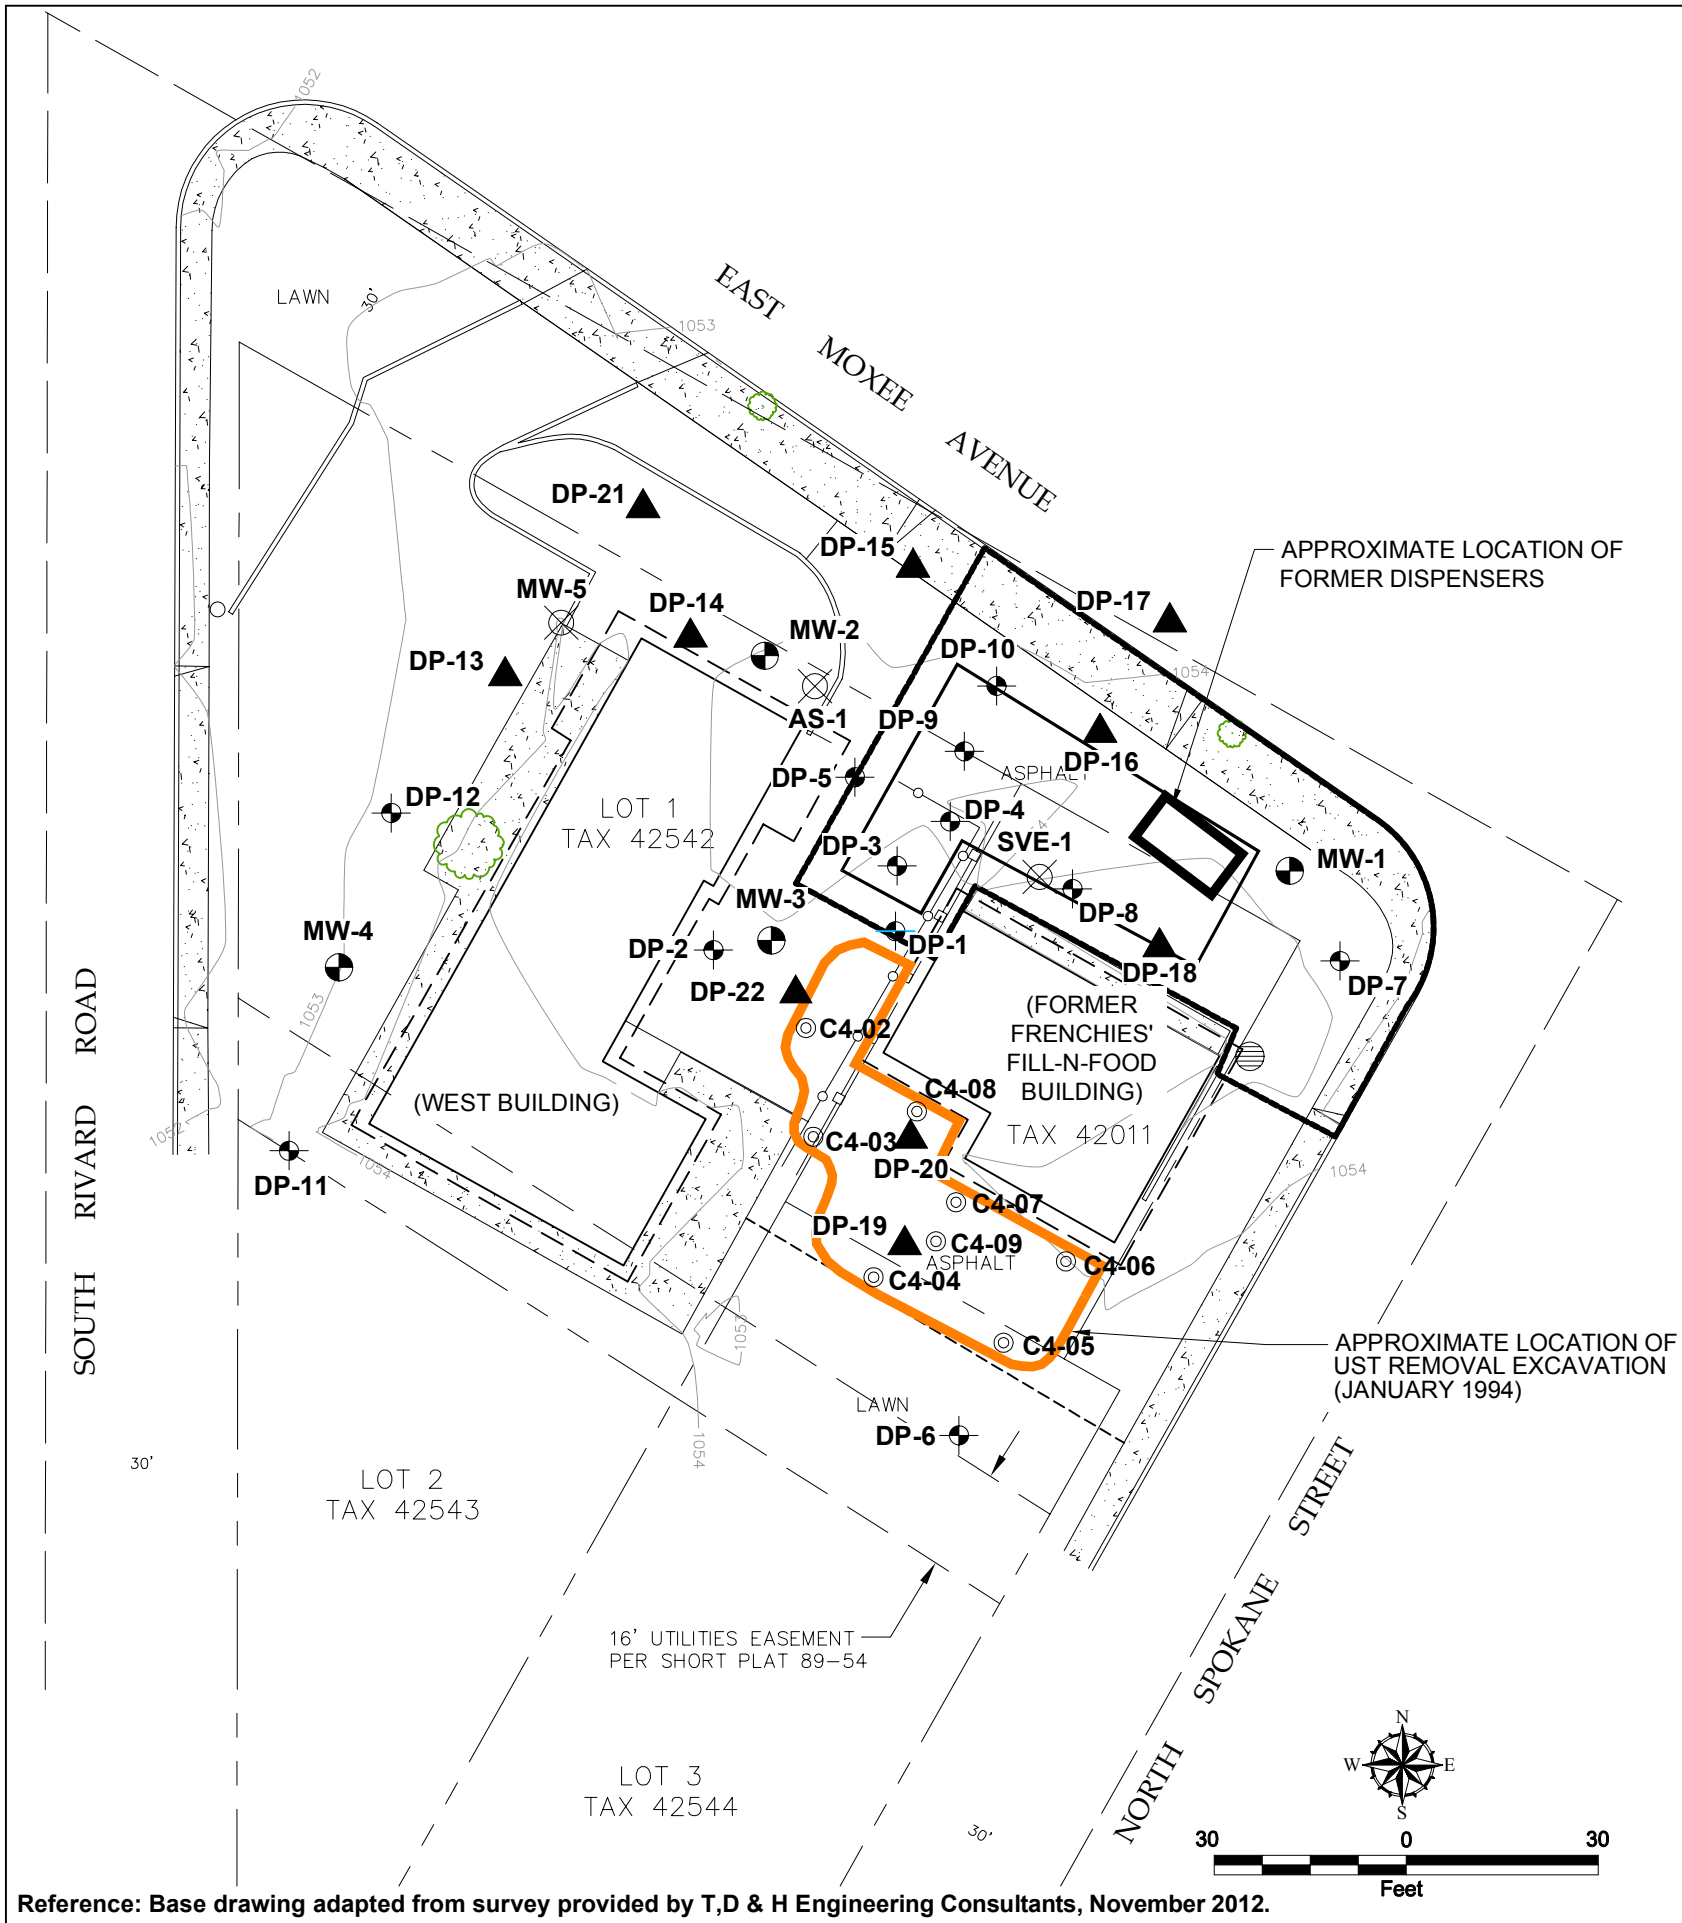 1052
LAWN
30'
EAST MOXEE AVENUE
1053
DP-21
DP-15
APPROXIMATE LOCATION OF
FORMER DISPENSERS
MW-5
DP-14
DP-17
MW-2
DP-10
DP-13
1054
AS-1
DP-9
DP-16
ASPHALT
DP-5
DP-12
LOT 1
TAX 42542
DP-4
DP-3
SVE-1
MW-1
MW-3
DP-8
MW-4
DP-2
DP-1
DP-18
DP-7
DP-22
1053
(FORMER
FRENCHIES'
FILL-N-FOOD
BUILDING)
TAX 42011
C4-02
C4-08
(WEST BUILDING)
1052
C4-03
DP-20
1054
1054
DP-11
C4-07
DP-19
C4-09
ASPHALT
C4-06
C4-04
1053
C4-05
APPROXIMATE LOCATION OF
UST REMOVAL EXCAVATION
(JANUARY 1994)
SOUTH RIVARD ROAD
LAWN
DP-6
1054
30'
LOT 2
TAX 42543
NORTH SPOKANE STREET
16' UTILITIES EASEMENT
PER SHORT PLAT 89-54
LOT 3
TAX 42544
30'
N
W E
S
30 0 30
Feet
Reference: Base drawing adapted from survey provided by T,D & H Engineering Consultants, November 2012.